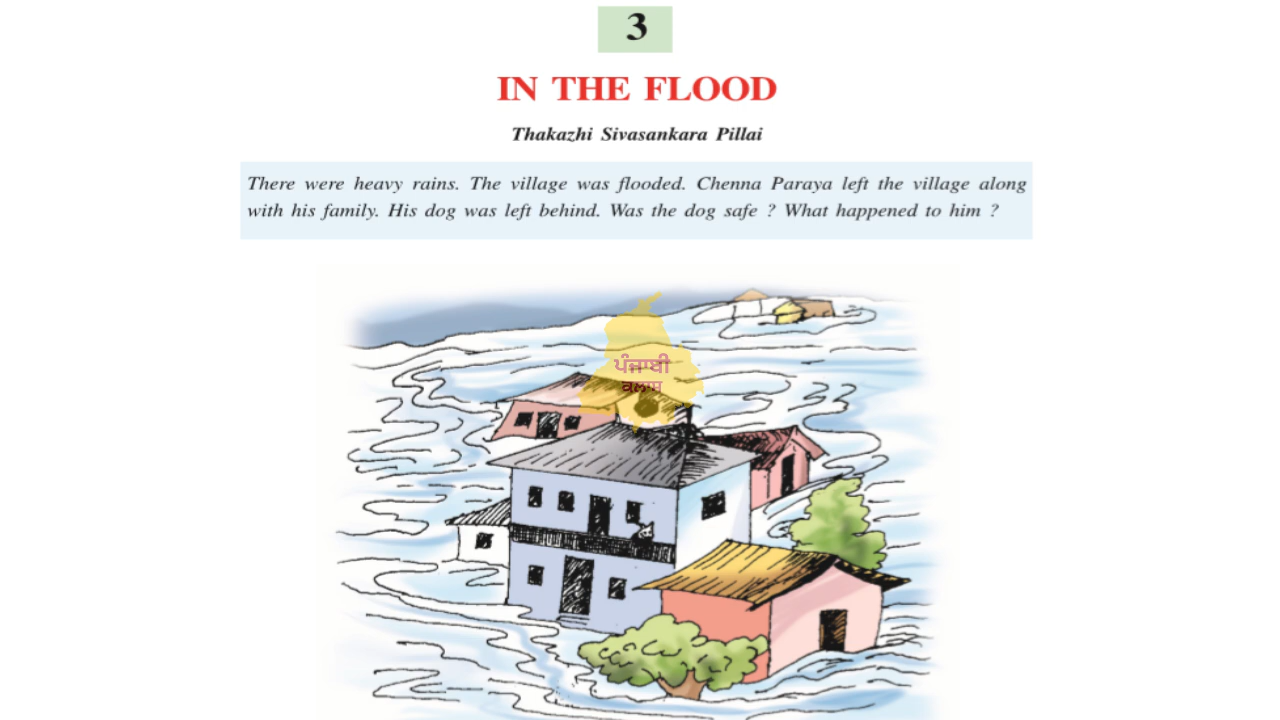 3
IN THE FLOOD
Thakazhi Sivasankara Pillai
There were heavy rains. The village was flooded. Chenna Paraya left the village along
with his family. His dog was left behind. Was the dog safe ? What happened to him ?
ਪੰਜਾਬੀ
ਕਲਾਸ